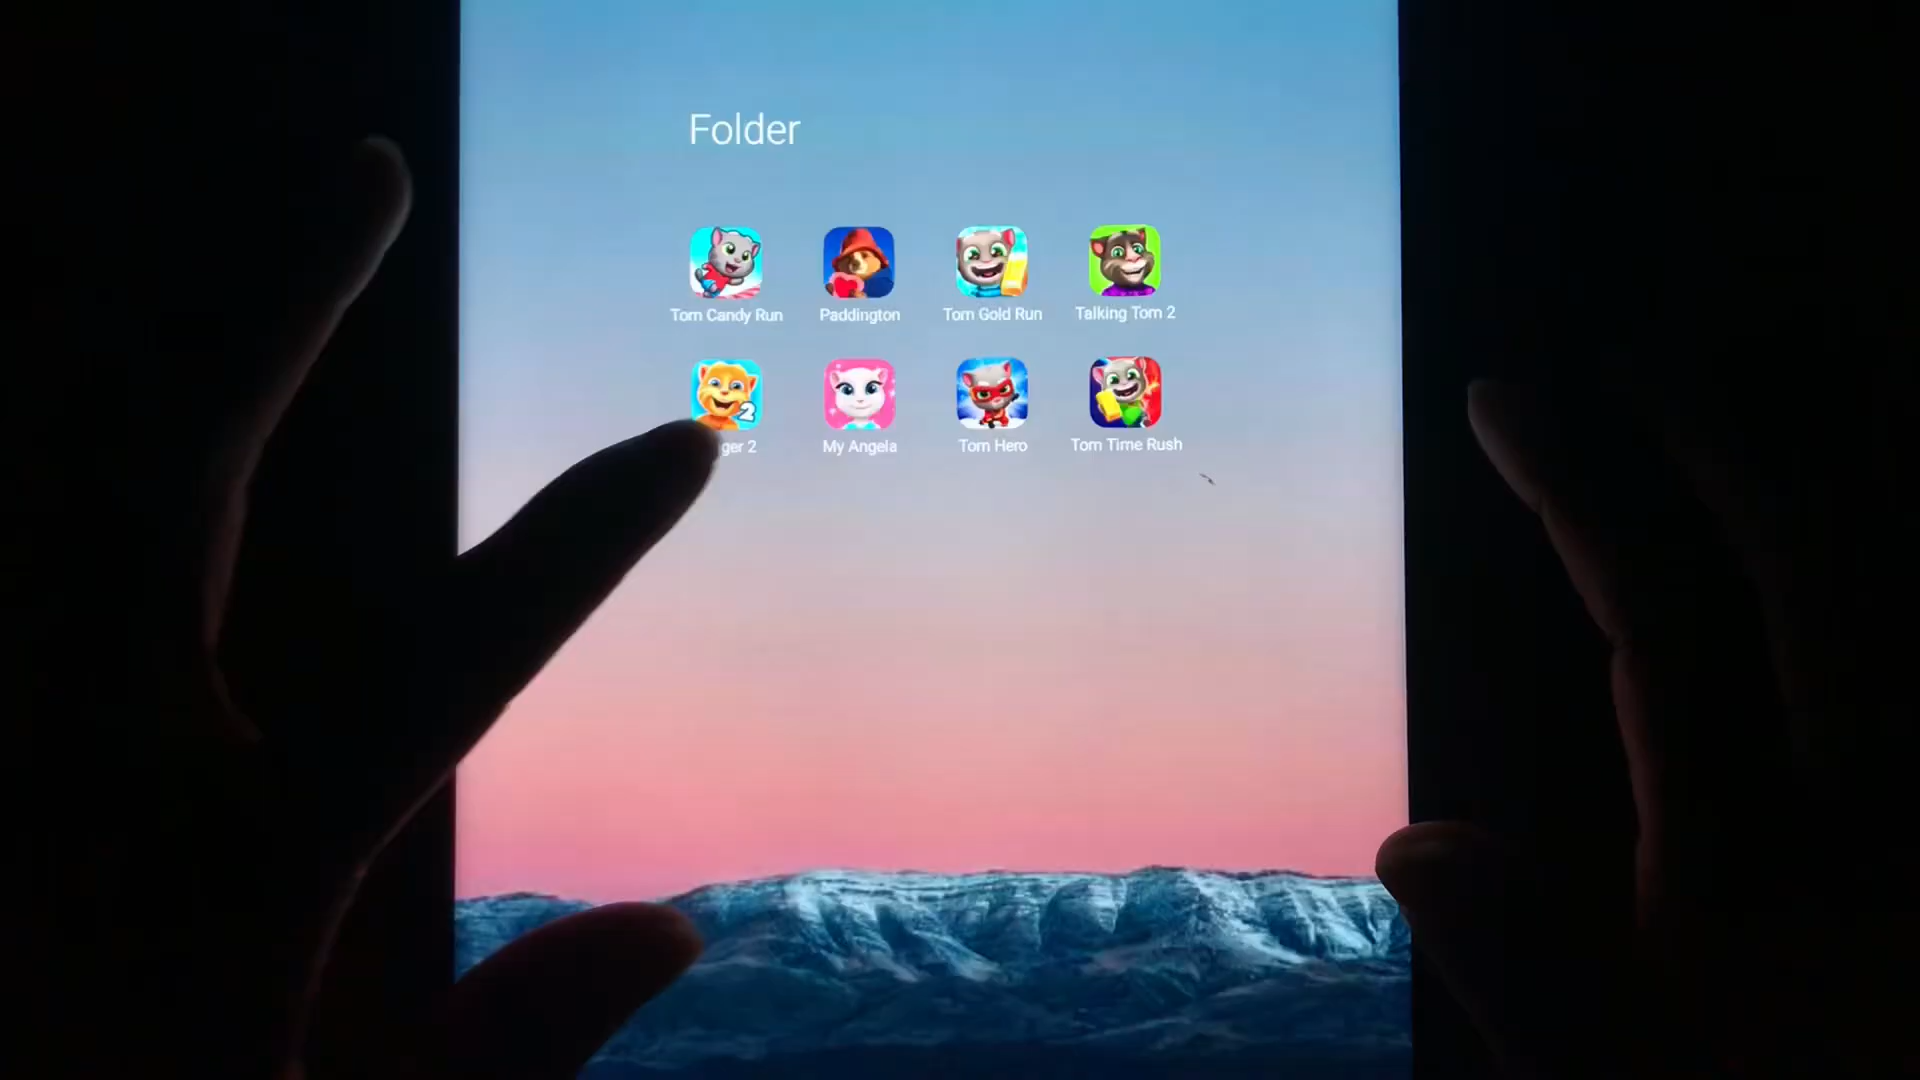 Folder
Tom Candy Run
Paddington
Tom Gold Run
Talking Tom 2
2
ger 2
My Angela
Tom Hero
Tom Time Rush